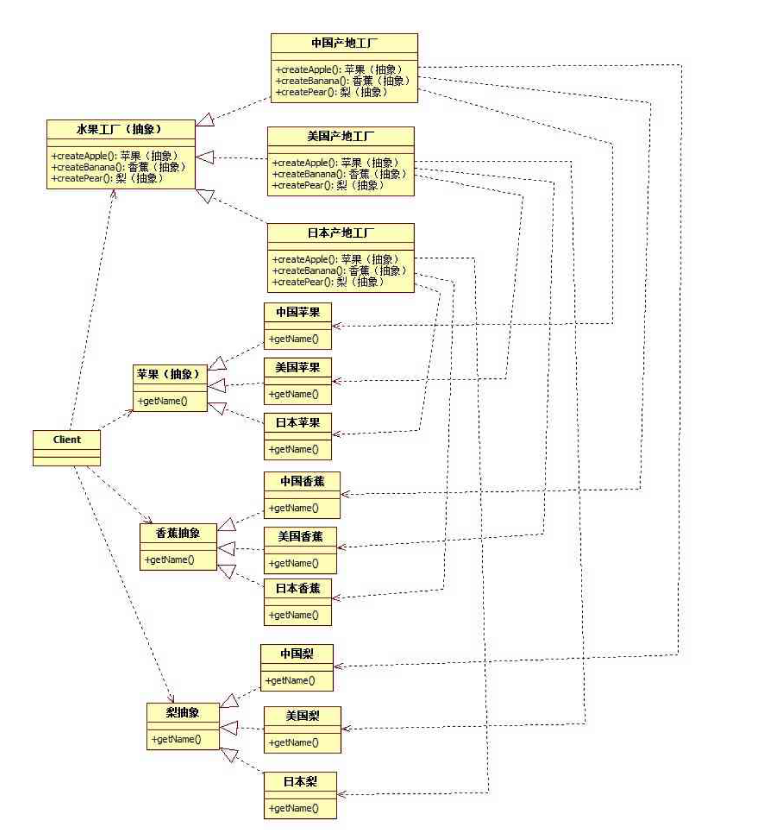 中国产地工厂
+createApple(): 苹果（抽象）
+createBanana(): 香蕉（抽象）
+createPear(): 梨（抽象）
水果工厂（抽象）
+createApple(): 苹果（抽象）
+createBanana(): 香蕉（抽象）
+createPear(): 梨（抽象）
美国产地工厂
+createApple(): 苹果（抽象）
+createBanana(): 香蕉（抽象）
+createPear(): 梨（抽象）
日本产地工厂
+createApple(): 苹果（抽象）
+createBanana(): 香蕉（抽象）
+createPear(): 梨（抽象）
中国苹果
+getName()
苹果（抽象）
+getName()
美国苹果
+getName()
日本苹果
+getName()
Client
中国香蕉
+getName()
香蕉抽象
+getName()
美国香蕉
+getName()
日本香蕉
+getName()
中国梨
+getName()
梨抽象
+getName()
美国梨
+getName()
日本梨
+getName()